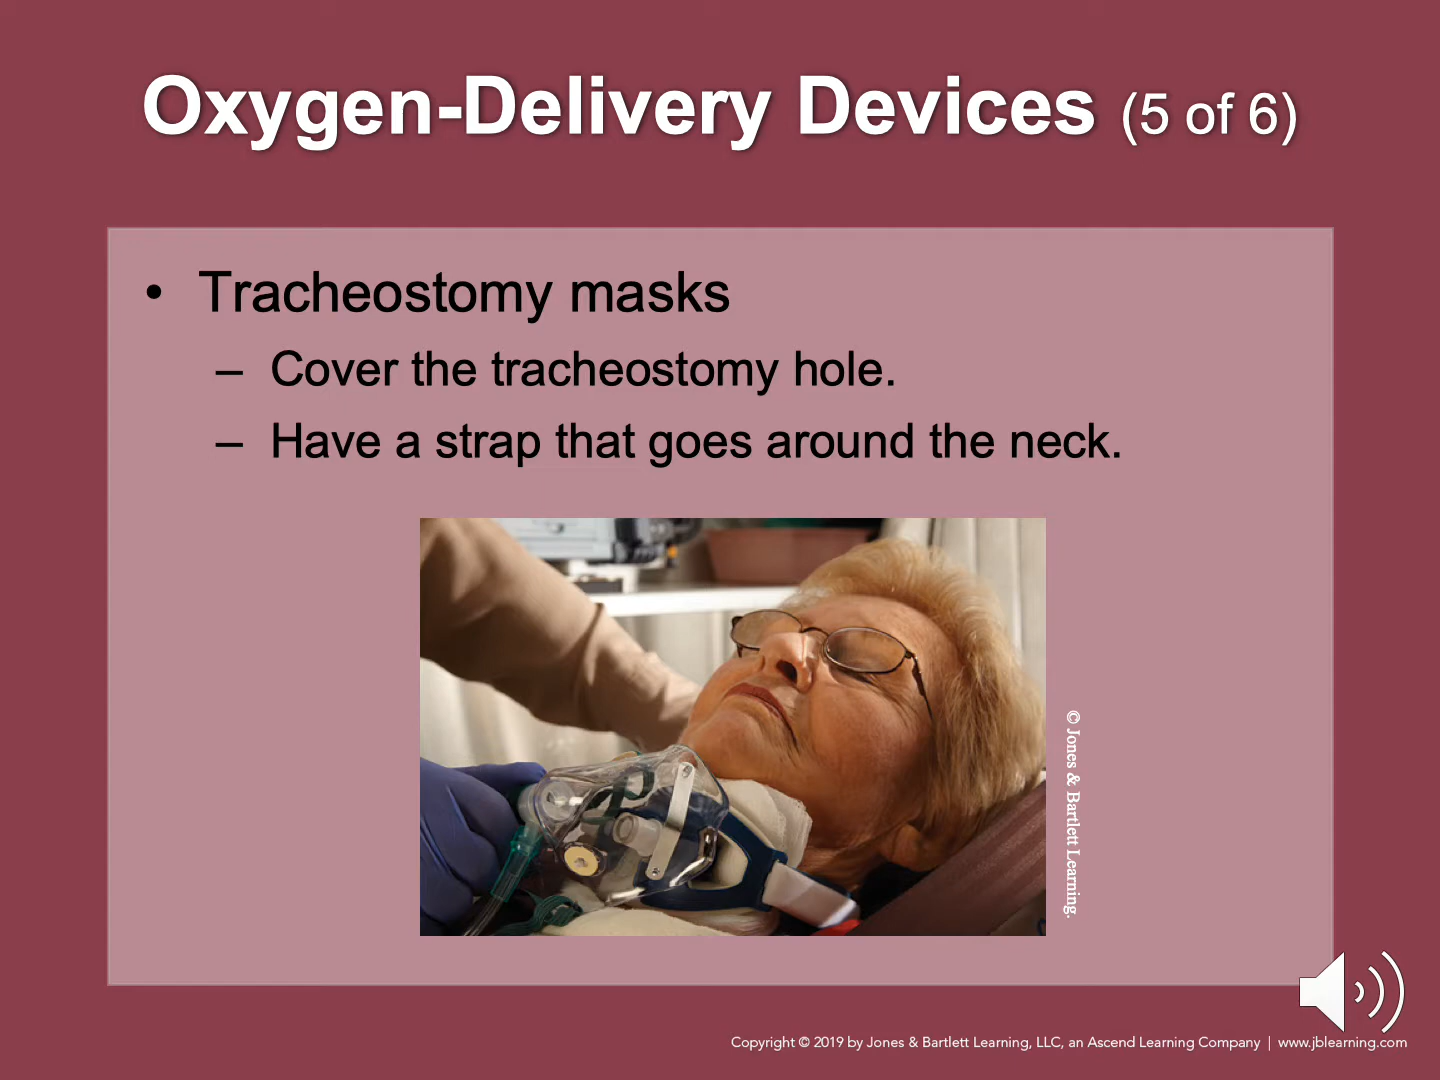 Oxygen-Delivery Devices (5 of 6)
• Tracheostomy masks
– Cover the tracheostomy hole.
– Have a strap that goes around the neck.
© Jones & Bartlett Learning.
Copyright © 2019 by Jones & Bartlett Learning, LLC, an Ascend Learning Company | www.jblearning.com